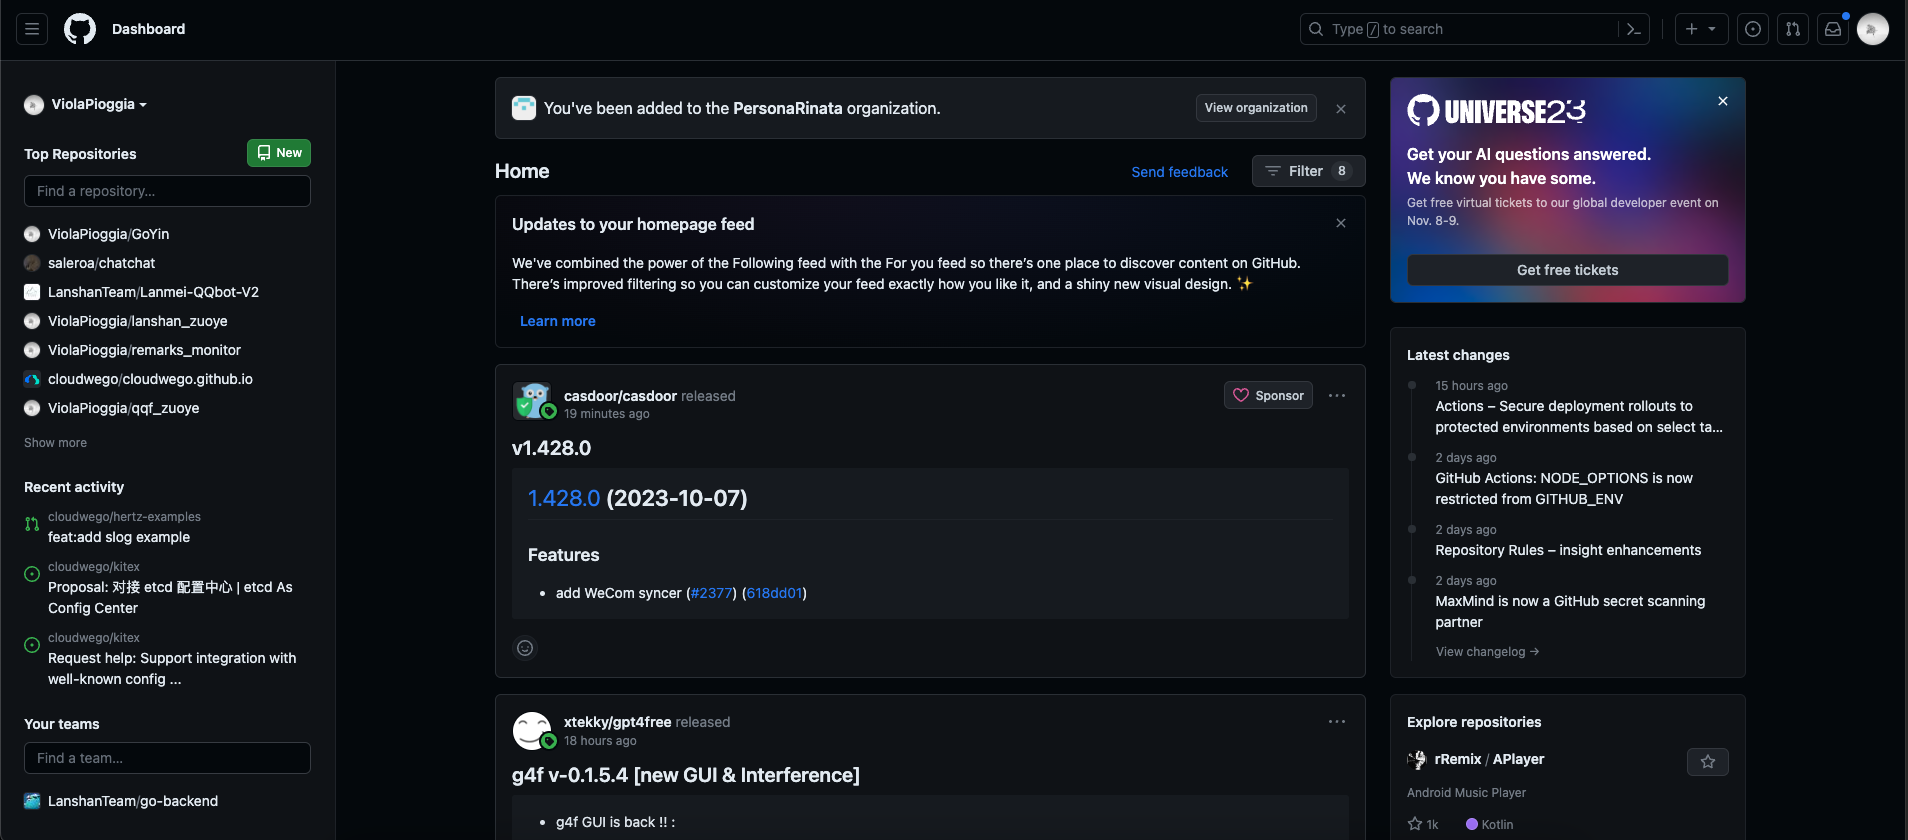 Dashboard
Type / to search
ViolaPioggia
Top Repositories
New
Find a repository...
ViolaPioggia/GoYin
saleroa/chatchat
LanshanTeam/Lanmei-QQbot-V2
ViolaPioggia/lanshan_zuoye
ViolaPioggia/remarks_monitor
cloudwego/cloudwego.github.io
ViolaPioggia/qqf_zuoye
Show more
Recent activity
cloudwego/hertz-examples
feat:add slog example
cloudwego/kitex
Proposal: 对接 etcd 配置中心 | etcd As
Config Center
cloudwego/kitex
Request help: Support integration with
well-known config ...
Your teams
Find a team...
LanshanTeam/go-backend
You've been added to the PersonaRinata organization.
View organization
Home
Send feedback
Filter 8
Updates to your homepage feed
We've combined the power of the Following feed with the For you feed so there's one place to discover content on GitHub.
There's improved filtering so you can customize your feed exactly how you like it, and a shiny new visual design. ✨
Learn more
casdoor/casdoor released
19 minutes ago
Sponsor
v1.428.0
1.428.0 (2023-10-07)
Features
• add WeCom syncer (#2377) (618dd01)
xtekky/gpt4free released
18 hours ago
g4f v-0.1.5.4 [new GUI & Interference]
• g4f GUI is back !! :
UNIVERSE23
Get your AI questions answered.
We know you have some.
Get free virtual tickets to our global developer event on
Nov. 8-9.
Get free tickets
Latest changes
15 hours ago
Actions – Secure deployment rollouts to
protected environments based on select ta...
2 days ago
GitHub Actions: NODE_OPTIONS is now
restricted from GITHUB_ENV
2 days ago
Repository Rules – insight enhancements
2 days ago
MaxMind is now a GitHub secret scanning
partner
View changelog →
Explore repositories
rRemix / APlayer
Android Music Player
1k
Kotlin